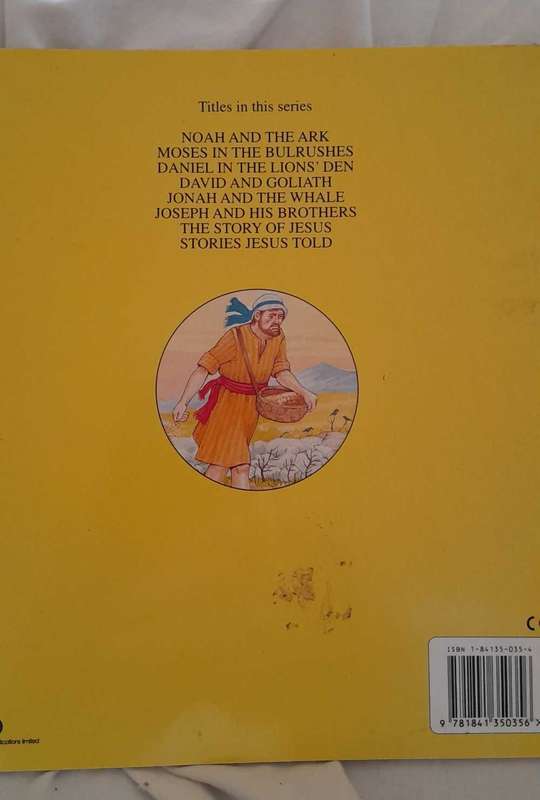 Titles in this series
NOAH AND THE ARK
MOSES IN THE BULRUSHES
DANIEL IN THE LIONS' DEN
DAVID AND GOLIATH
JONAH AND THE WHALE
JOSEPH AND HIS BROTHERS
THE STORY OF JESUS
STORIES JESUS TOLD
ISBN 1-84135-035-4
9 781841 350356 >
limited